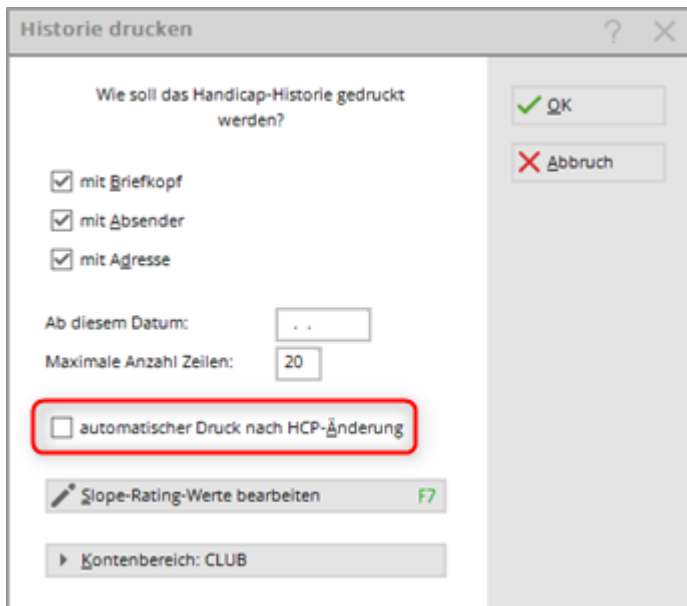 Historie drucken
?
Wie soll das Handicap-Historie gedruckt
werden?
mit Briefkopf
mit Absender
mit Adresse
Ab diesem Datum: . .
Maximale Anzahl Zeilen: 20
automatischer Druck nach HCP-Änderung
Slope-Rating-Werte bearbeiten F7
Kontenbereich: CLUB
OK
Abbruch